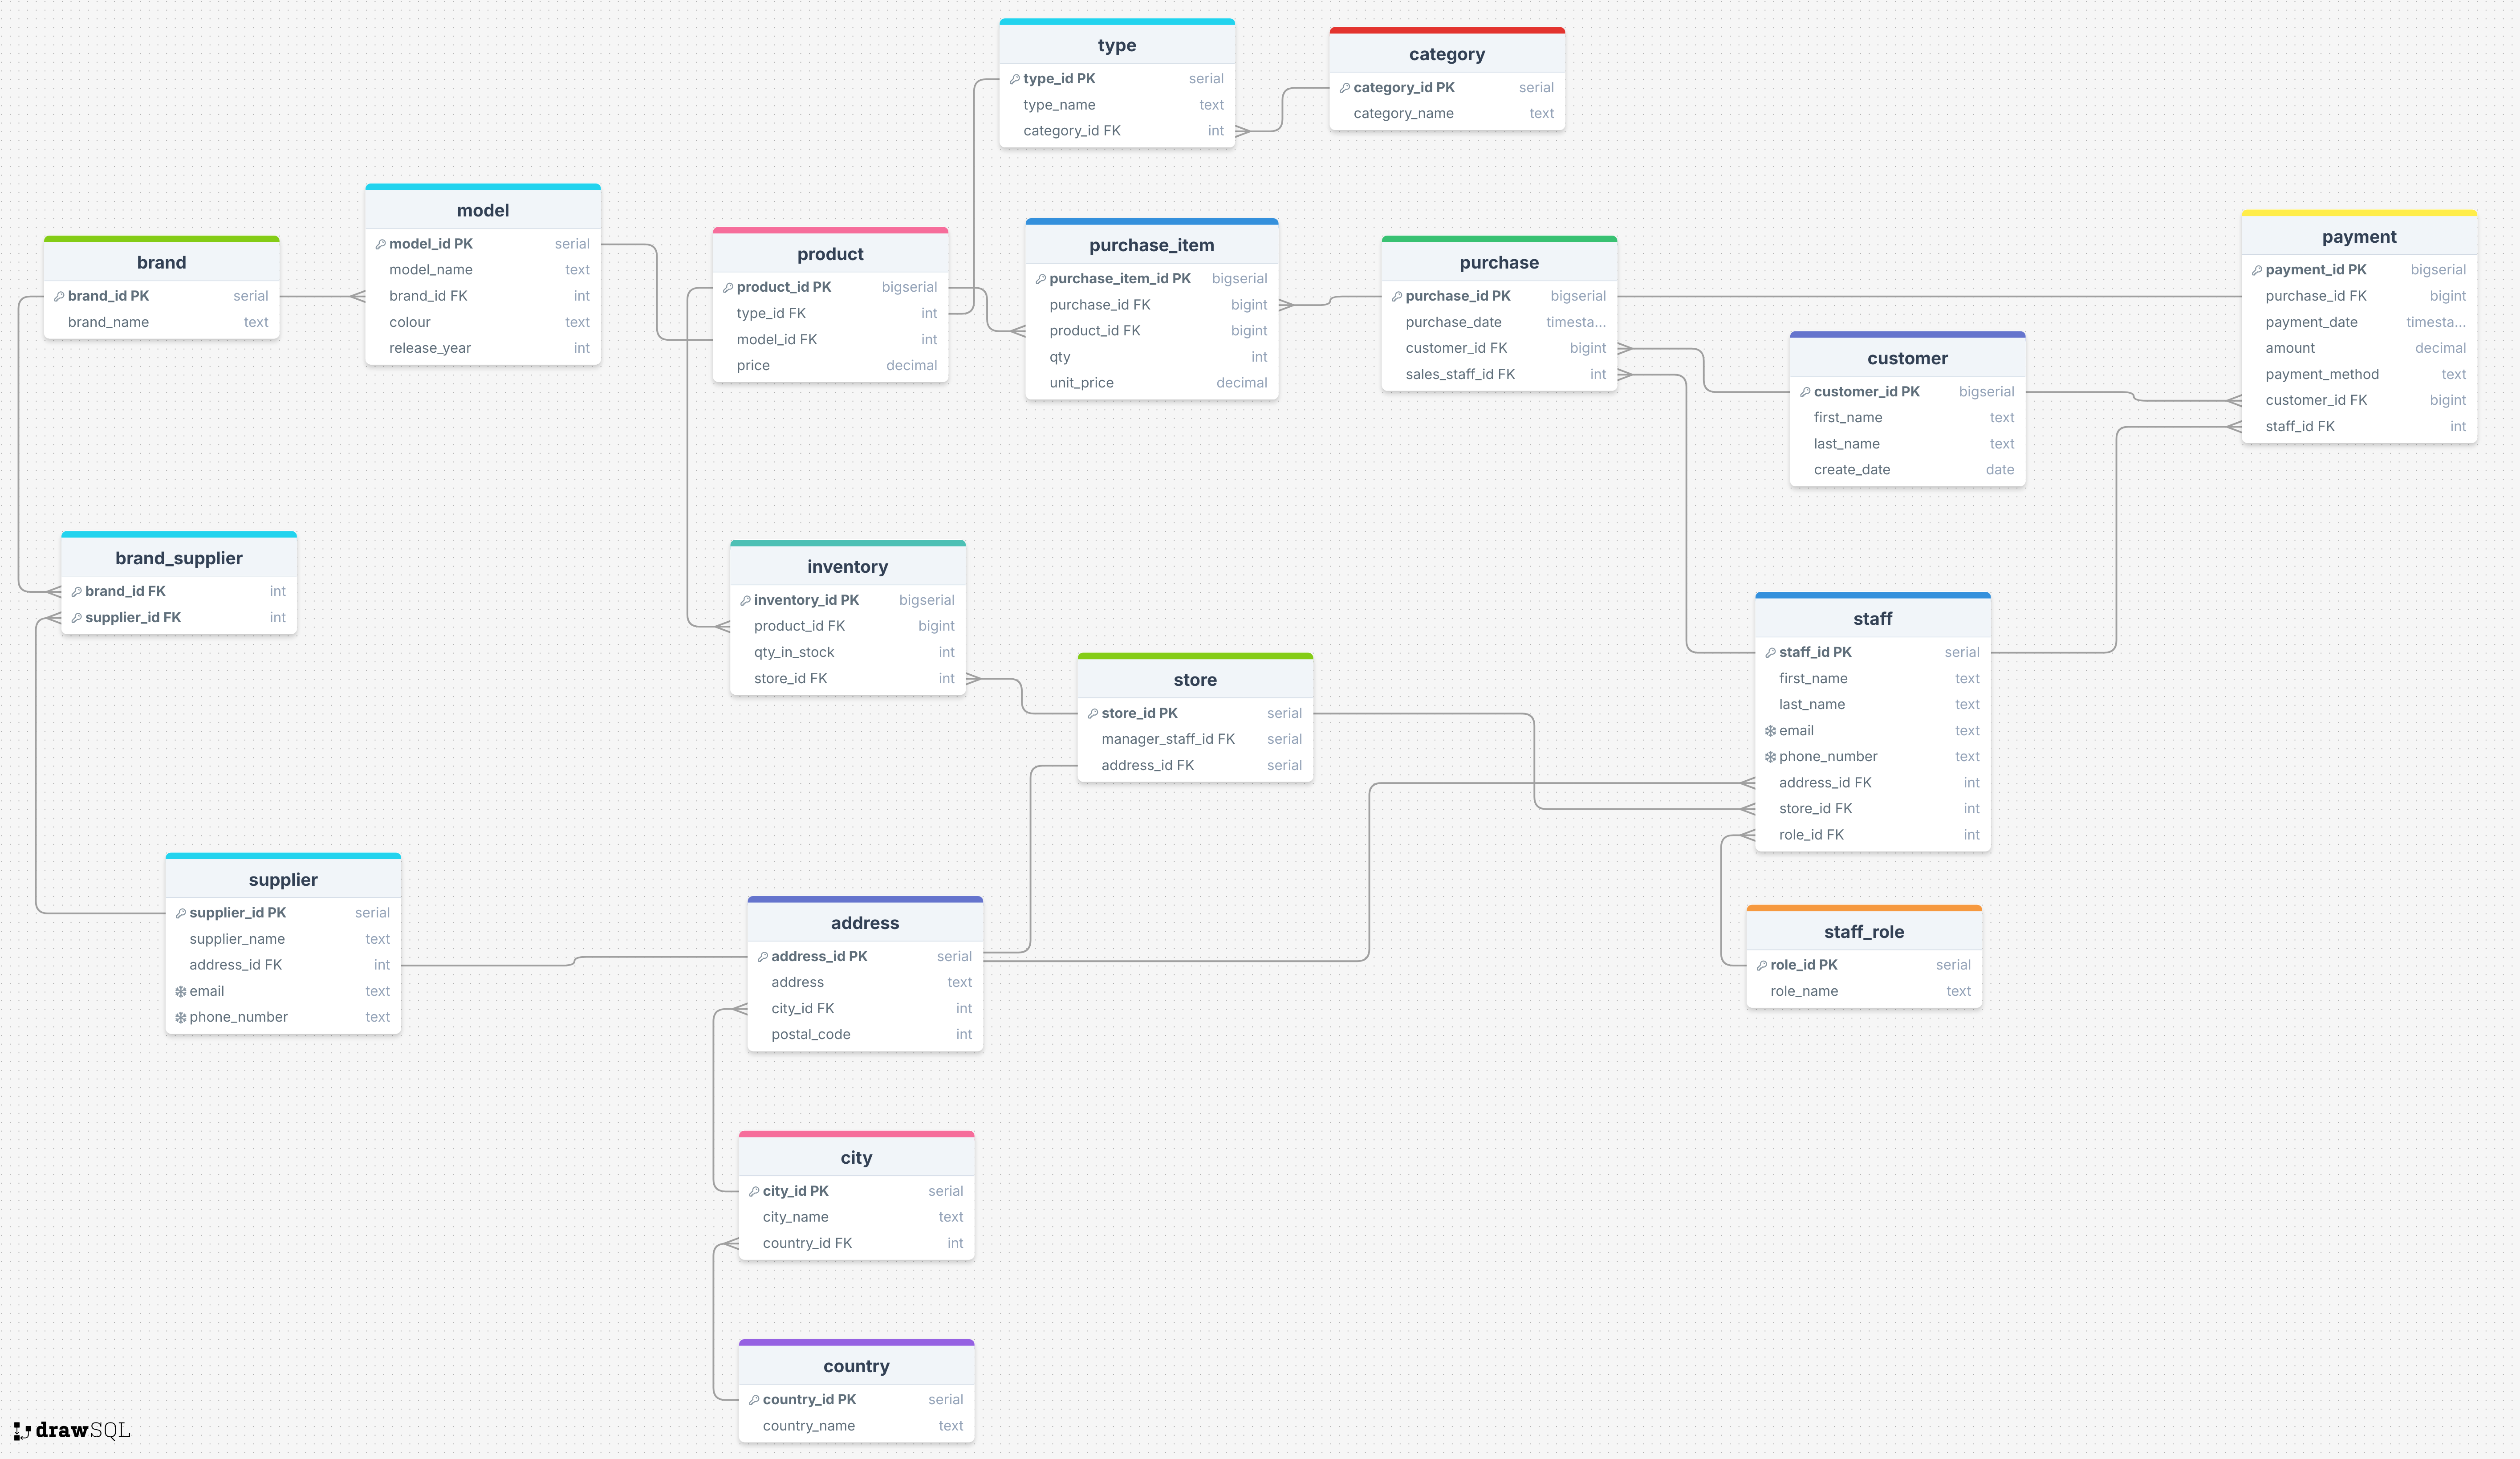 type
type_id PK serial
type_name text
category_id FK int
category
category_id PK serial
category_name text
brand
brand_id PK serial
brand_name text
model
model_id PK serial
model_name text
brand_id FK int
colour text
release_year int
product
product_id PK bigserial
type_id FK int
model_id FK int
price decimal
purchase_item
purchase_item_id PK bigserial
purchase_id FK bigint
product_id FK bigint
qty int
unit_price decimal
purchase
purchase_id PK bigserial
purchase_date timesta...
customer_id FK bigint
sales_staff_id FK int
customer
customer_id PK bigserial
first_name text
last_name text
create_date date
payment
payment_id PK bigserial
purchase_id FK bigint
payment_date timesta...
amount decimal
payment_method text
customer_id FK bigint
staff_id FK int
brand_supplier
brand_id FK int
supplier_id FK int
inventory
inventory_id PK bigserial
product_id FK bigint
qty_in_stock int
store_id FK int
store
store_id PK serial
manager_staff_id FK serial
address_id FK serial
staff
staff_id PK serial
first_name text
last_name text
email text
phone_number text
address_id FK int
store_id FK int
role_id FK int
supplier
supplier_id PK serial
supplier_name text
address_id FK int
email text
phone_number text
address
address_id PK serial
address text
city_id FK int
postal_code int
staff_role
role_id PK serial
role_name text
city
city_id PK serial
city_name text
country_id FK int
country
country_id PK serial
country_name text
drawSQL